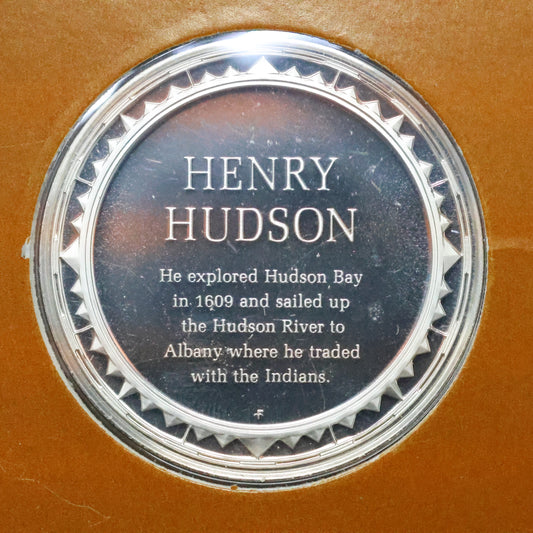 HENRY
HUDSON
He explored Hudson Bay
in 1609 and sailed up
the Hudson River to
Albany where he traded
with the Indians.